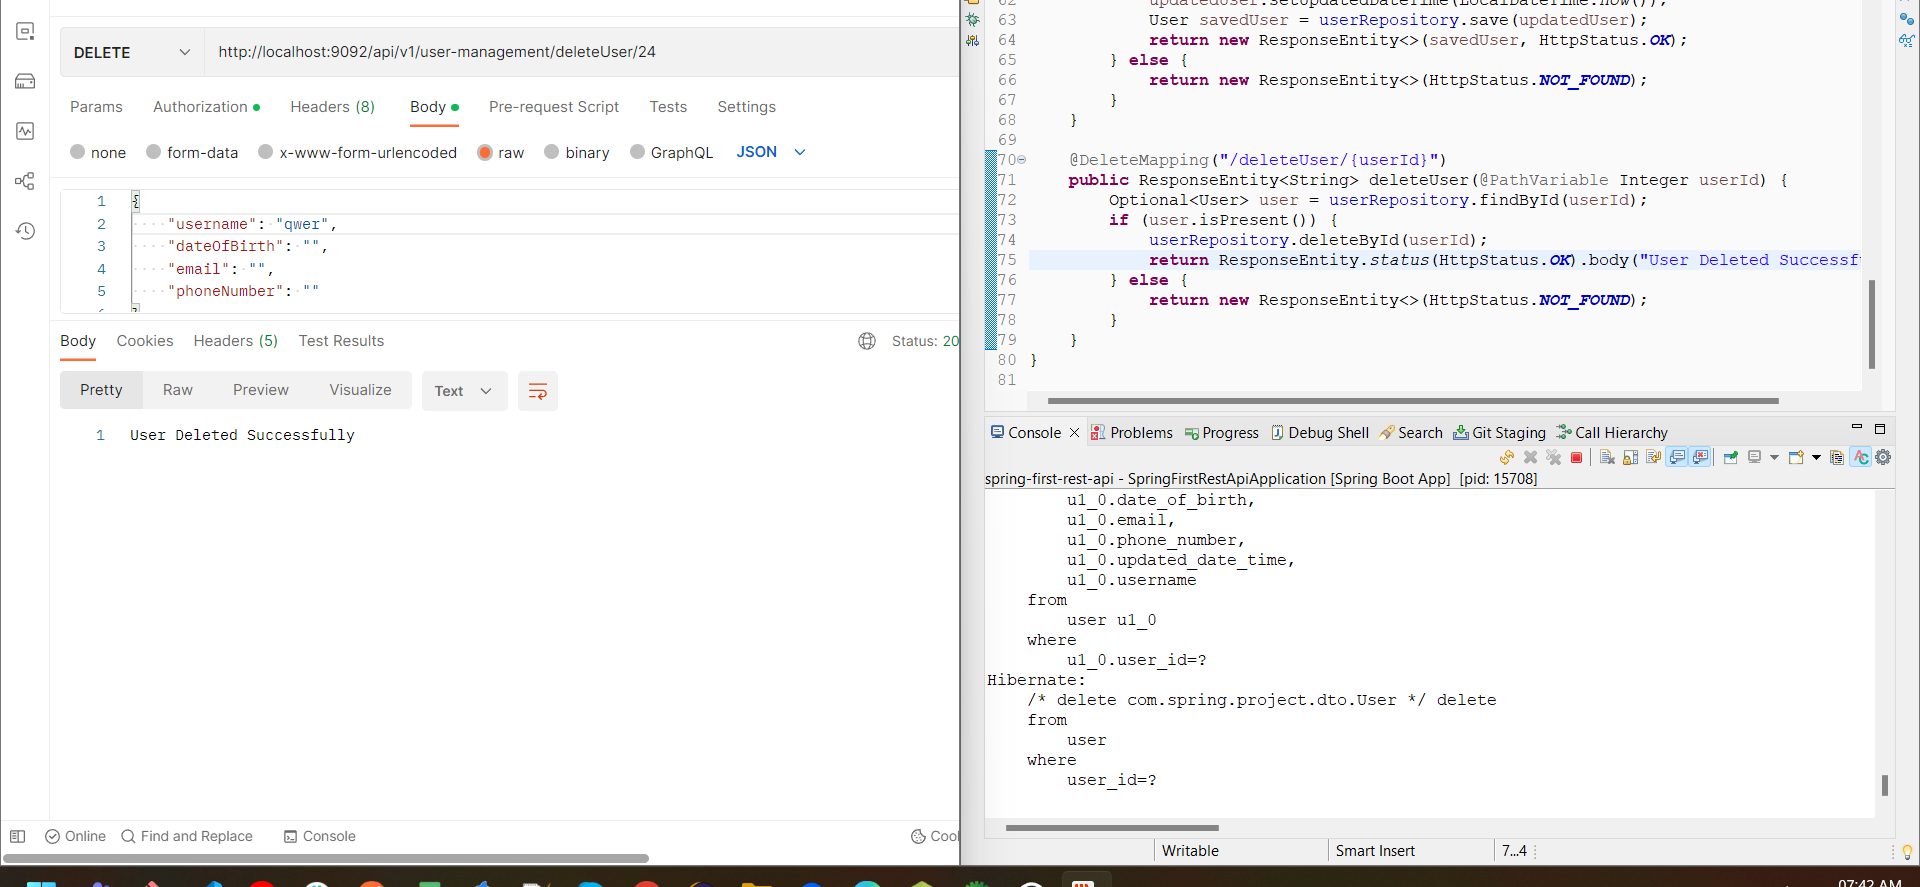 DELETE
http://localhost:9092/api/v1/user-management/deleteUser/24
Params Authorization Headers (8) Body Pre-request Script Tests Settings
none form-data x-www-form-urlencoded raw binary GraphQL JSON
1 {
2 "username": "qwer",
3 "dateOfBirth": "",
4 "email": "",
5 "phoneNumber": ""
Body Cookies Headers (5) Test Results Status: 20
Pretty Raw Preview Visualize Text
1 User Deleted Successfully
Online Find and Replace Console Cool
62 updatedUser.setUpdatedDateTime(LocalDateTime.now());
63 User savedUser = userRepository.save(updatedUser);
64 return new ResponseEntity<>(savedUser, HttpStatus.OK);
65 } else {
66 return new ResponseEntity<>(HttpStatus.NOT_FOUND);
67 }
68 }
69
70 @DeleteMapping("/deleteUser/{userId}")
71 public ResponseEntity<String> deleteUser(@PathVariable Integer userId) {
72 Optional<User> user = userRepository.findById(userId);
73 if (user.isPresent()) {
74 userRepository.deleteById(userId);
75 return ResponseEntity.status(HttpStatus.OK).body("User Deleted Successf
76 } else {
77 return new ResponseEntity<>(HttpStatus.NOT_FOUND);
78 }
79 }
80 }
81
Console Problems Progress Debug Shell Search Git Staging Call Hierarchy
spring-first-rest-api - SpringFirstRestApiApplication [Spring Boot App] [pid: 15708]
u1_0.date_of_birth,
u1_0.email,
u1_0.phone_number,
u1_0.updated_date_time,
u1_0.username
from
user u1_0
where
u1_0.user_id=?
Hibernate:
/* delete com.spring.project.dto.User */ delete
from
user
where
user_id=?
Writable Smart Insert 7...4
07:42 AM